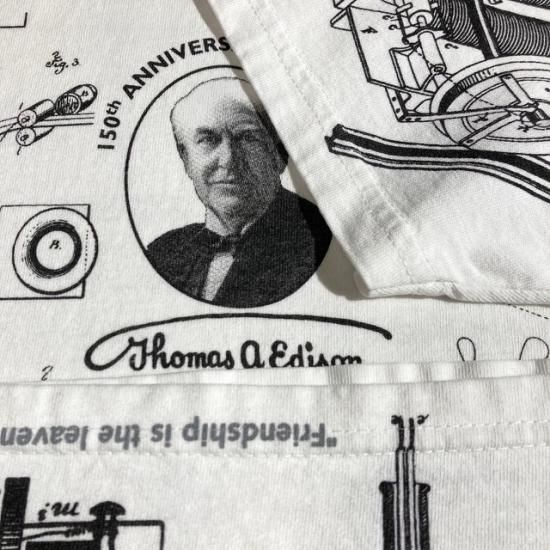 Fig. 3.
150th ANNIVERS
B.
Thomas A Edison
"Friendship is the leaven